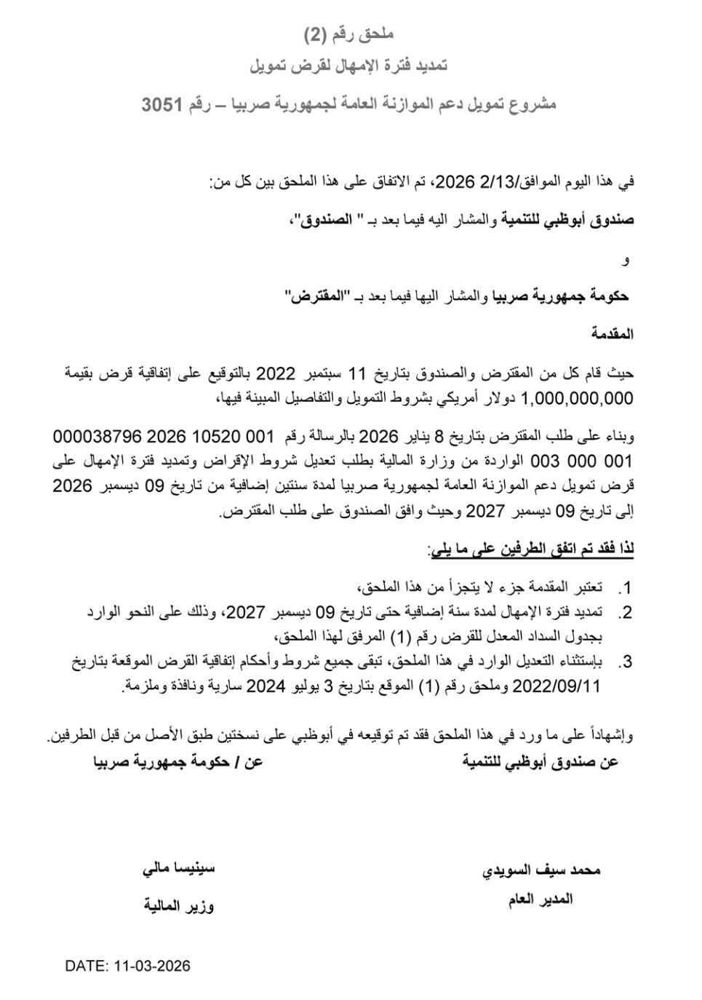 ملحق رقم (2)
تمديد فترة الإمهال لقرض تمويل
مشروع تمويل دعم الموازنة العامة لجمهورية صربيا – رقم 3051
في هذا اليوم الموافق/2/13 2026، تم الاتفاق على هذا الملحق بين كل من:
صندوق أبوظبي للتنمية والمشار اليه فيما بعد بـ " الصندوق"،
و
حكومة جمهورية صربيا والمشار اليها فيما بعد بـ "المقترض"
المقدمة
حيث قام كل من المقترض والصندوق بتاريخ 11 سبتمبر 2022 بالتوقيع على إتفاقية قرض بقيمة
1,000,000,000 دولار أمريكي بشروط التمويل والتفاصيل المبينة فيها،
وبناء على طلب المقترض بتاريخ 8 يناير 2026 بالرسالة رقم 001 10520 2026 000038796
001 000 003 الواردة من وزارة المالية بطلب تعديل شروط الإقراض وتمديد فترة الإمهال على
قرض تمويل دعم الموازنة العامة لجمهورية صربيا لمدة سنتين إضافية من تاريخ 09 ديسمبر 2026
إلى تاريخ 09 ديسمبر 2027 وحيث وافق الصندوق على طلب المقترض.
لذا فقد تم اتفق الطرفين على ما يلي:
1. تعتبر المقدمة جزء لا يتجزأ من هذا الملحق،
2. تمديد فترة الإمهال لمدة سنة إضافية حتى تاريخ 09 ديسمبر 2027، وذلك على النحو الوارد
بجدول السداد المعدل للقرض رقم (1) المرفق لهذا الملحق،
3. بإستثناء التعديل الوارد في هذا الملحق، تبقى جميع شروط وأحكام إتفاقية القرض الموقعة بتاريخ
2022/09/11 وملحق رقم (1) الموقع بتاريخ 3 يوليو 2024 سارية ونافذة وملزمة.
وإشهاداً على ما ورد في هذا الملحق فقد تم توقيعه في أبوظبي على نسختين طبق الأصل من قبل الطرفين.
عن صندوق أبوظبي للتنمية
عن / حكومة جمهورية صربيا
محمد سيف السويدي
المدير العام
سينيسا مالي
وزير المالية
DATE: 11-03-2026